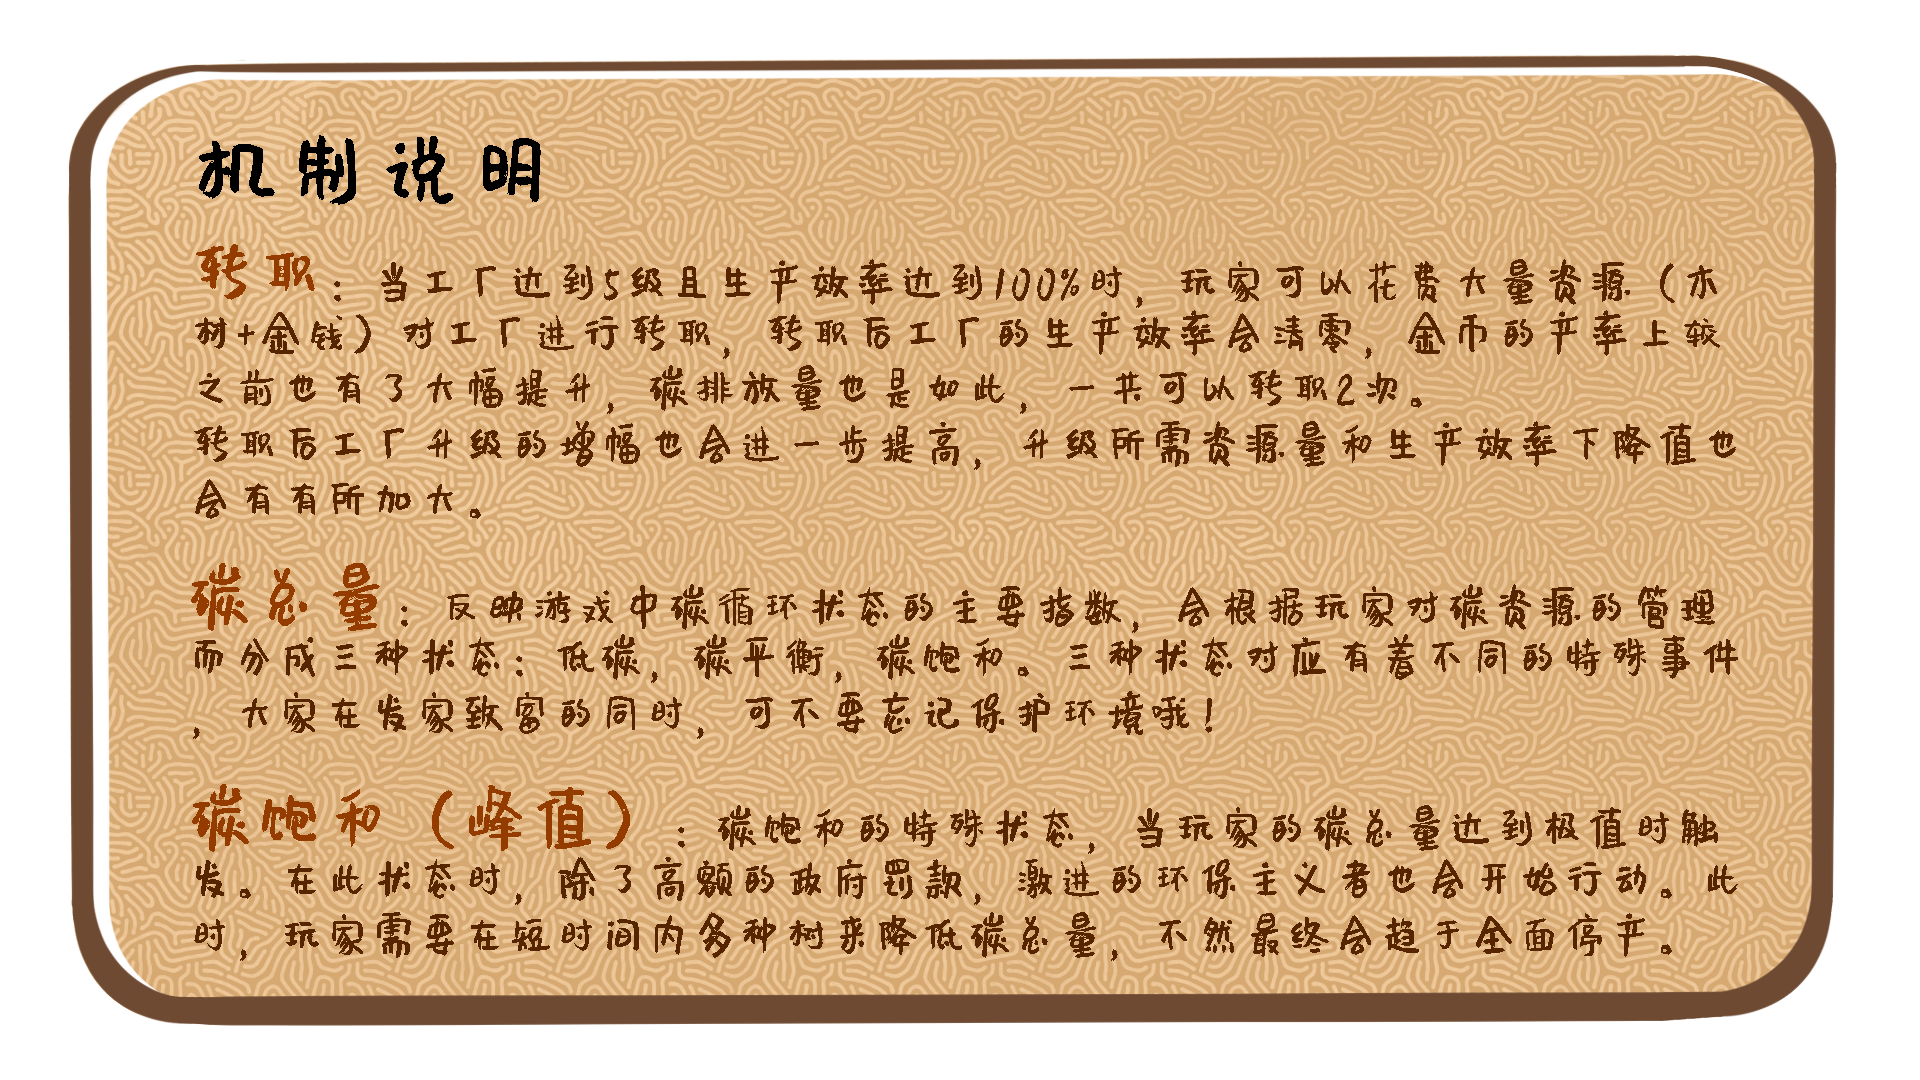 机制说明
转职：当工厂达到5级且生产效率达到100%时，玩家可以花费大量资源（木
材+金钱）对工厂进行转职，转职后工厂的生产效率会清零，金币的产率上较
之前也有了大幅提升，碳排放量也是如此，一共可以转职2次。
转职后工厂升级的增幅也会进一步提高，升级所需资源量和生产效率下降值也
会有有所加大。
碳总量：反映游戏中碳循环状态的主要指数，会根据玩家对碳资源的管理
而分成三种状态：低碳，碳平衡，碳饱和。三种状态对应有着不同的特殊事件
，大家在发家致富的同时，可不要忘记保护环境哦！
碳饱和（峰值）：碳饱和的特殊状态，当玩家的碳总量达到极值时触
发。在此状态时，除了高额的政府罚款，激进的环保主义者也会开始行动。此
时，玩家需要在短时间内多种树来降低碳总量，不然最终会趋于全面停产。